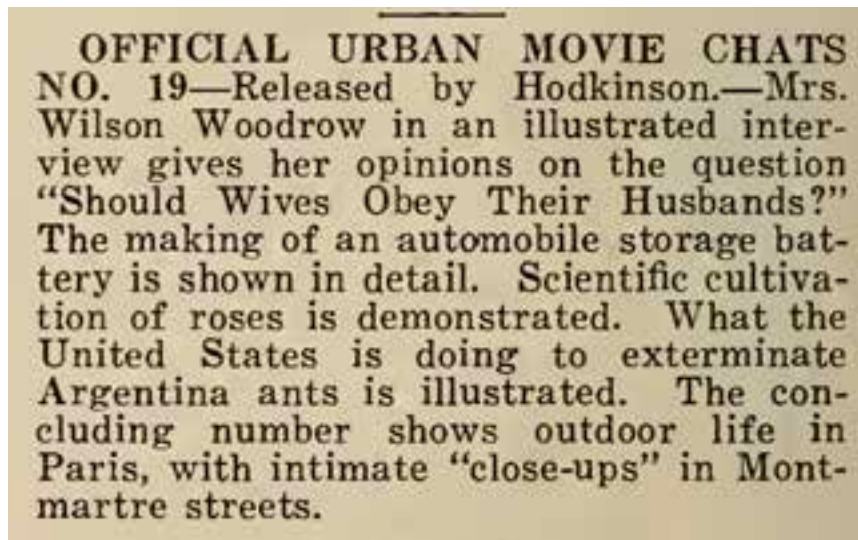 OFFICIAL URBAN MOVIE CHATS
NO. 19—Released by Hodkinson.—Mrs.
Wilson Woodrow in an illustrated inter-
view gives her opinions on the question
“Should Wives Obey Their Husbands?”
The making of an automobile storage bat-
tery is shown in detail. Scientific cultiva-
tion of roses is demonstrated. What the
United States is doing to exterminate
Argentina ants is illustrated. The con-
cluding number shows outdoor life in
Paris, with intimate “close-ups” in Mont-
martre streets.